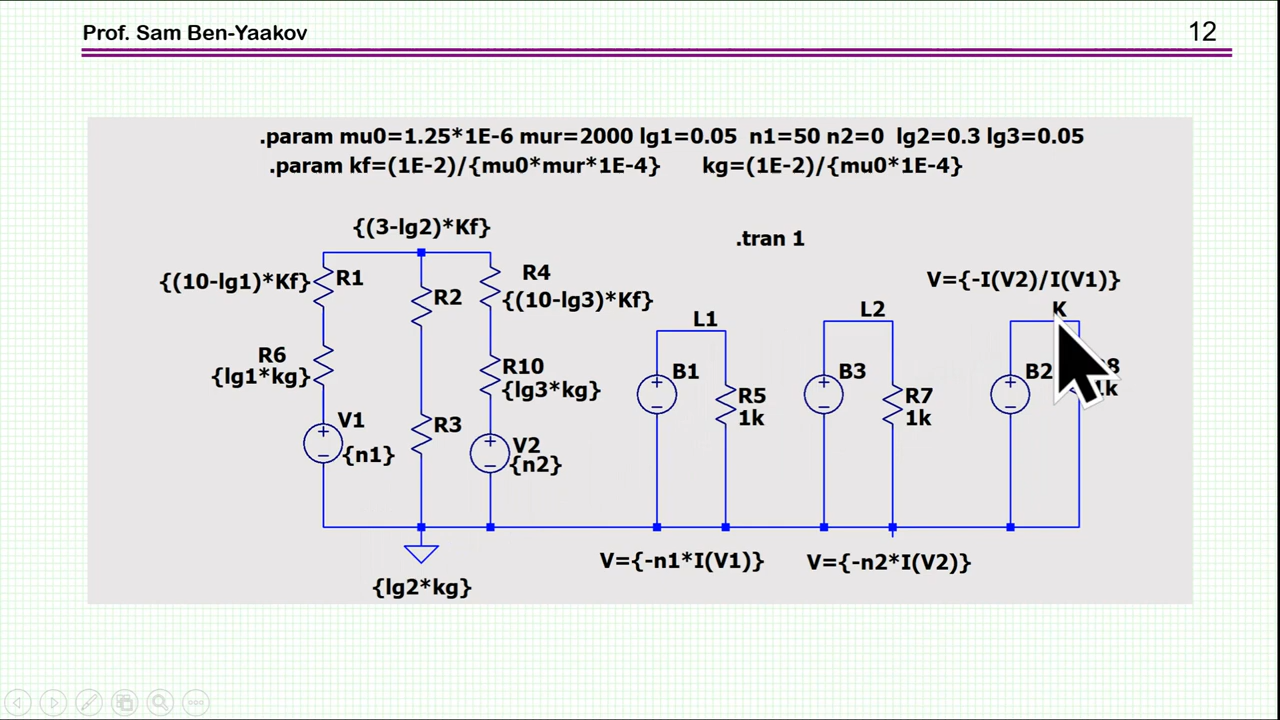 Prof. Sam Ben-Yaakov
12
.param mu0=1.25*1E-6 mur=2000 lg1=0.05 n1=50 n2=0 lg2=0.3 lg3=0.05
.param kf=(1E-2)/{mu0*mur*1E-4} kg=(1E-2)/{mu0*1E-4}
{(3-lg2)*Kf}
.tran 1
{(10-lg1)*Kf}
R1
R2
R4
{(10-lg3)*Kf}
V={-I(V2)/I(V1)}
L1
L2
K
R6
{lg1*kg}
R10
{lg3*kg}
B1
R5
1k
B3
R7
1k
B2
V1
{n1}
R3
V2
{n2}
V={-n1*I(V1)}
V={-n2*I(V2)}
{lg2*kg}